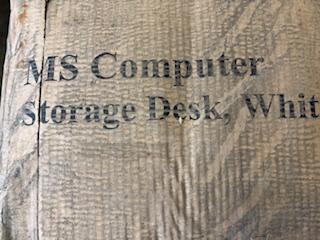 MS Computer
Storage Desk, Whit